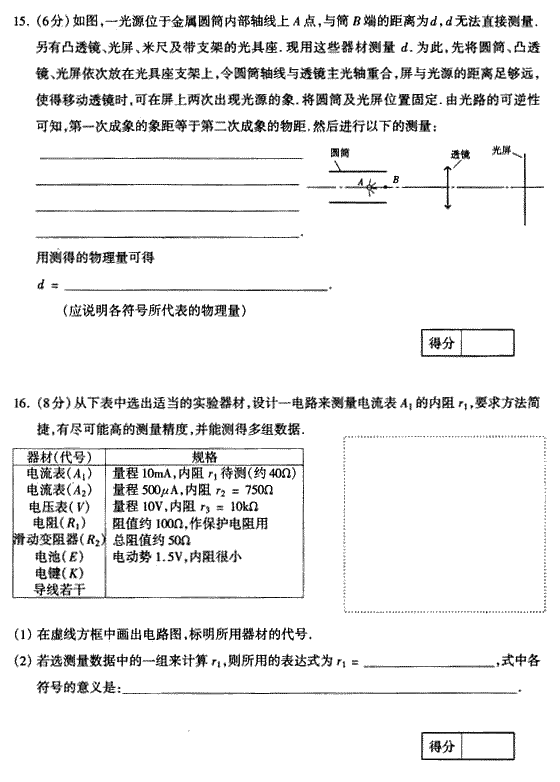 15. (6分) 如图,一光源位于金属圆筒内部轴线上 A 点,与筒 B 端的距离为 d, d 无法直接测量.
另有凸透镜、光屏、米尺及带支架的光具座. 现用这些器材测量 d. 为此,先将圆筒、凸透
镜、光屏依次放在光具座支架上,令圆筒轴线与透镜主光轴重合,屏与光源的距离足够远,
使得移动透镜时,可在屏上两次出现光源的象. 将圆筒及光屏位置固定. 由光路的可逆性
可知,第一次成象的象距等于第二次成象的物距. 然后进行以下的测量:
圆筒
透镜
光屏
A
B
用测得的物理量可得
d = ______.
(应说明各符号所代表的物理量)
得分
16. (8分) 从下表中选出适当的实验器材,设计一电路来测量电流表 A₁ 的内阻 r₁,要求方法简
捷,有尽可能高的测量精度,并能测得多组数据.
器材(代号) 规格
电流表(A₁) 量程 10mA,内阻 r₁ 待测(约 40Ω)
电流表(A₂) 量程 500μA,内阻 r₂ = 750Ω
电压表(V) 量程 10V,内阻 r₃ = 10kΩ
电阻(R₁) 阻值约 100Ω,作保护电阻用
滑动变阻器(R₂) 总阻值约 50Ω
电池(E) 电动势 1.5V,内阻很小
电键(K)
导线若干
(1) 在虚线方框中画出电路图,标明所用器材的代号.
(2) 若选测量数据中的一组来计算 r₁,则所用的表达式为 r₁ = ______,式中各
符号的意义是:______.
得分